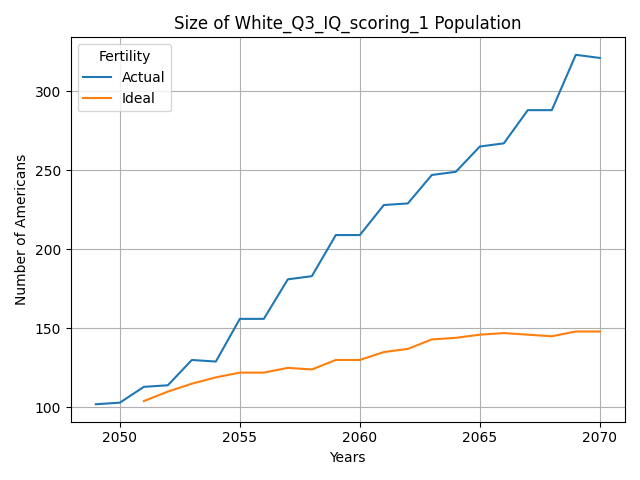 Size of White_Q3_IQ_scoring_1 Population
Fertility
Actual
Ideal
Number of Americans
300
250
200
150
100
2050
2055
2060
2065
2070
Years